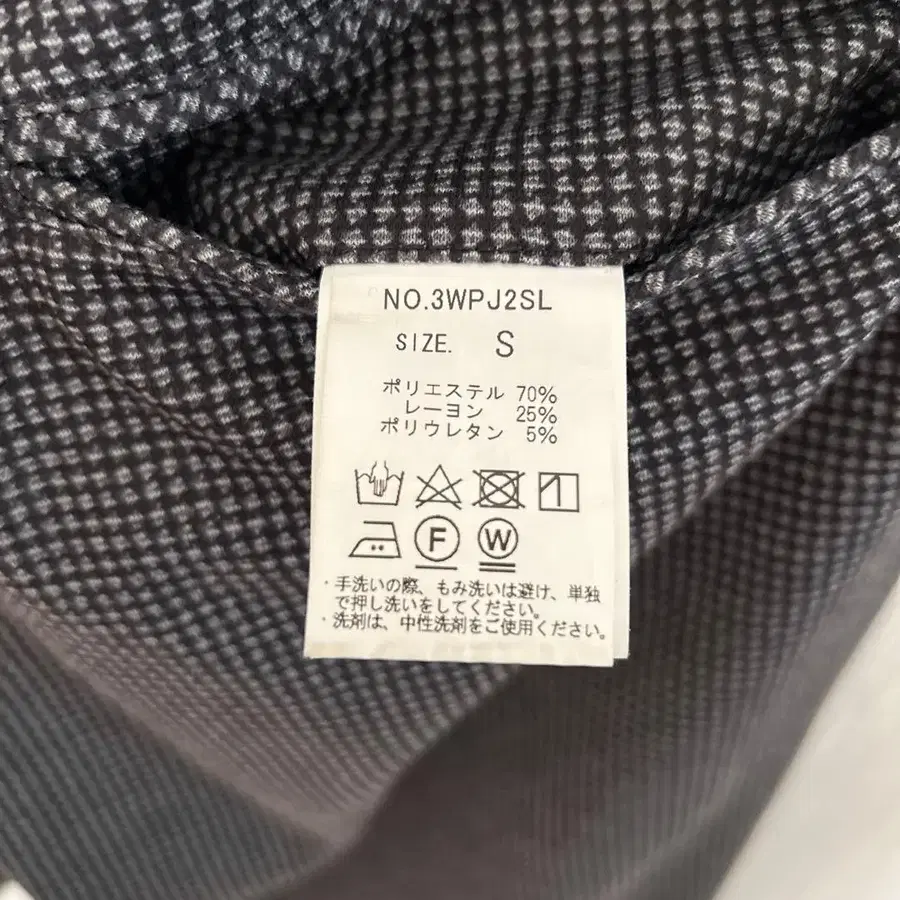 NO.3WPJ2SL
SIZE. S
ポリエステル 70%
レーヨン 25%
ポリウレタン 5%
F W
・手洗いの際、もみ洗いは避け、単独
で押し洗いをしてください。
・洗剤は、中性洗剤をご使用ください。